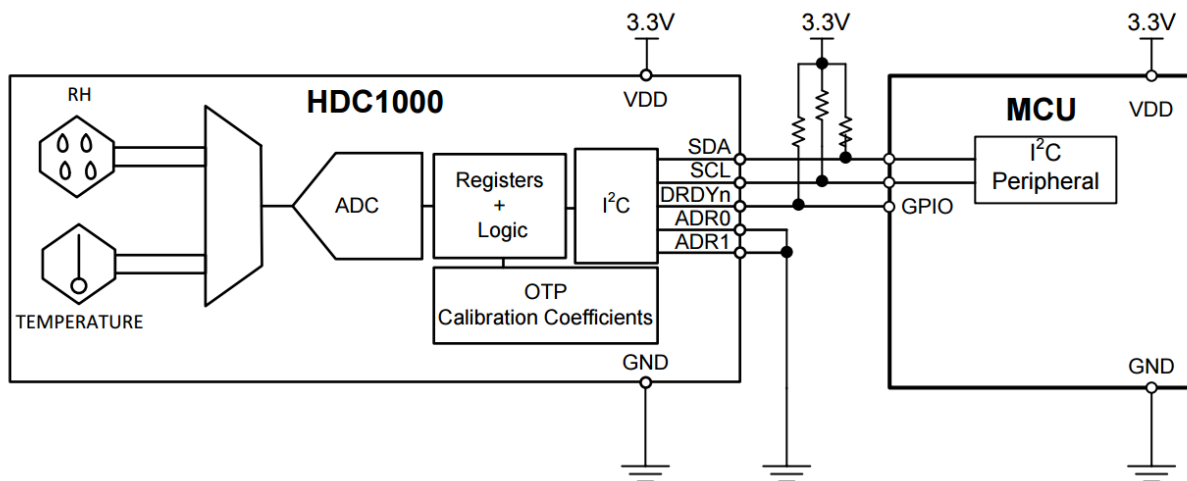 3.3V
3.3V
3.3V
RH
HDC1000
VDD
MCU
VDD
SDA
SCL
DRDYn
ADR0
ADR1
I²C
Peripheral
GPIO
ADC
Registers
+
Logic
I²C
TEMPERATURE
OTP
Calibration Coefficients
GND
GND